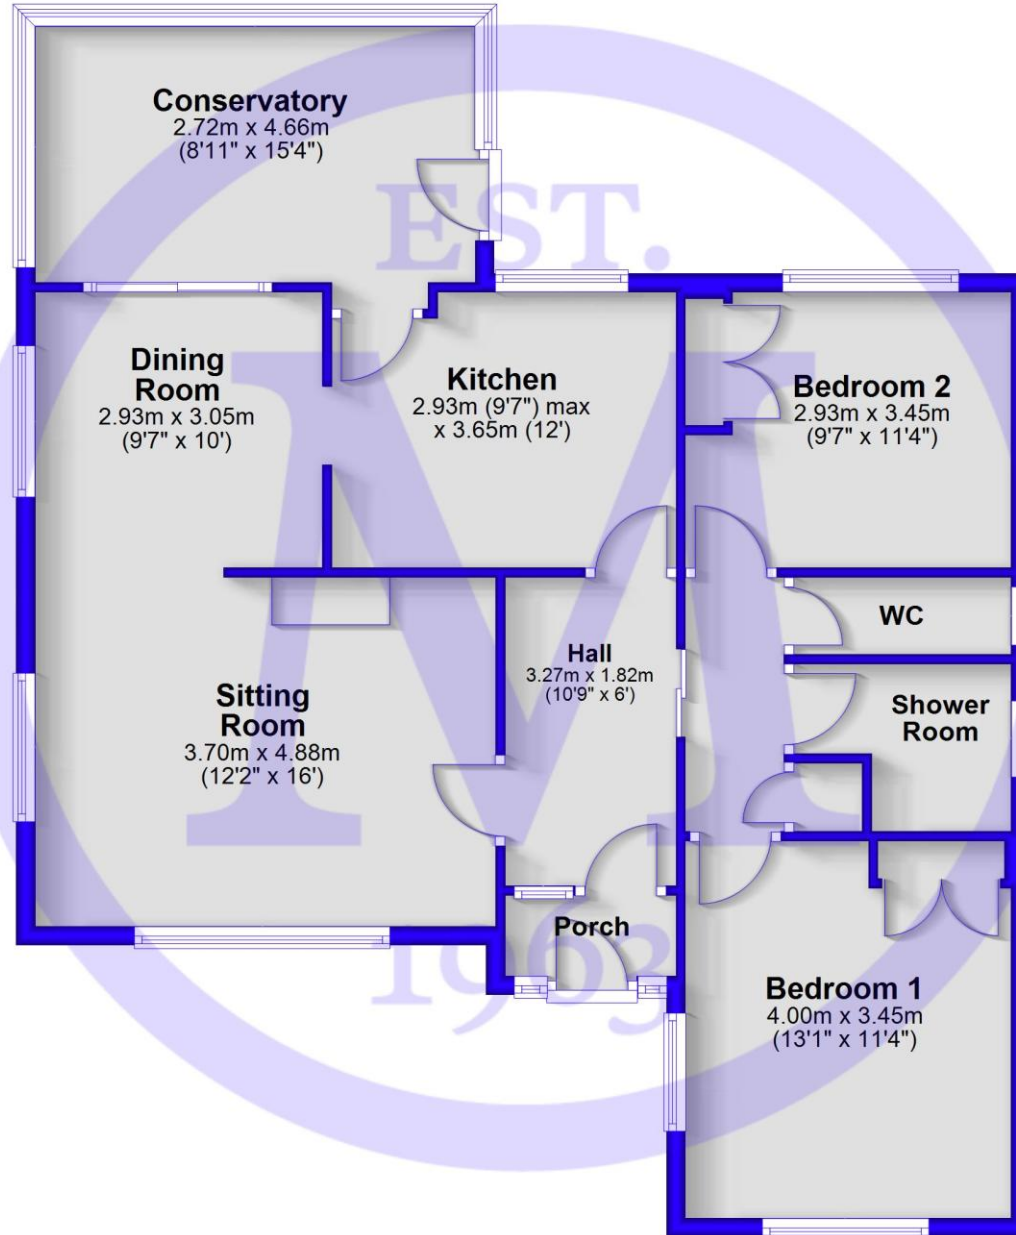 Conservatory
2.72m x 4.66m
(8'11" x 15'4")
EST.
Dining
Room
2.93m x 3.05m
(9'7" x 10')
Kitchen
2.93m (9'7") max
x 3.65m (12')
Bedroom 2
2.93m x 3.45m
(9'7" x 11'4")
M
WC
Hall
3.27m x 1.82m
(10'9" x 6')
Shower
Room
Sitting
Room
3.70m x 4.88m
(12'2" x 16')
Porch
1963
Bedroom 1
4.00m x 3.45m
(13'1" x 11'4")